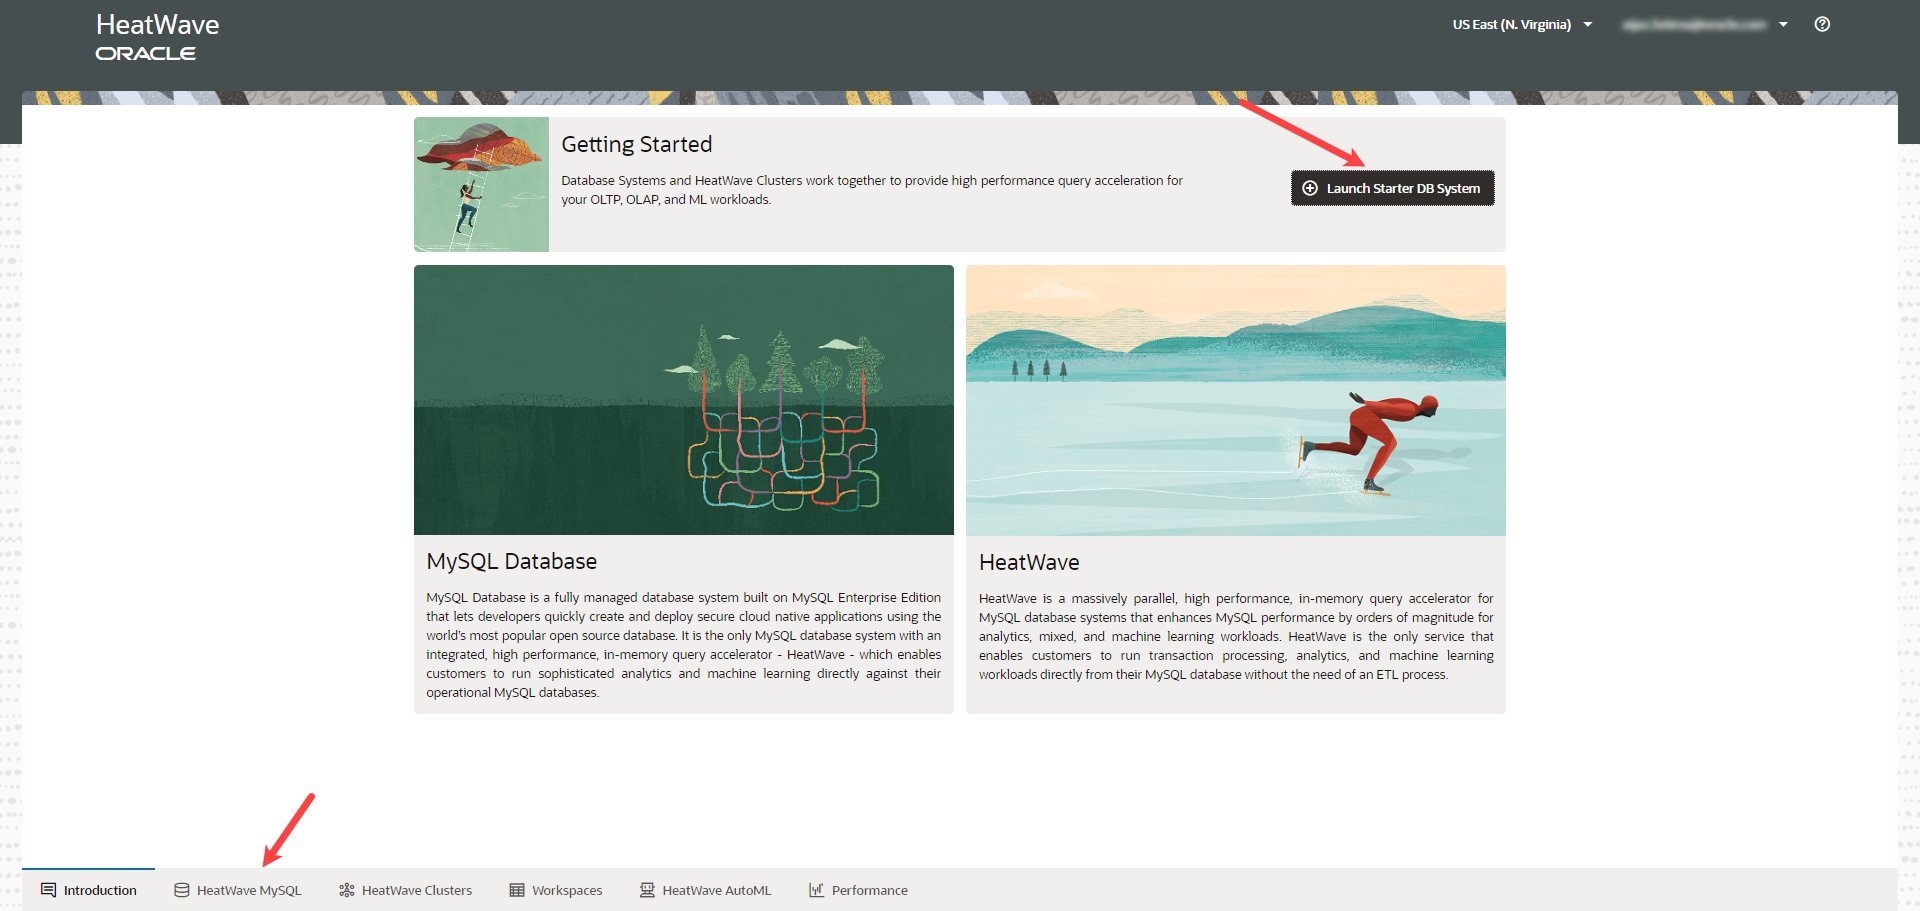 HeatWave
ORACLE
US East (N. Virginia)
Getting Started
Database Systems and HeatWave Clusters work together to provide high performance query acceleration for
your OLTP, OLAP, and ML workloads.
Launch Starter DB System
MySQL Database
MySQL Database is a fully managed database system built on MySQL Enterprise Edition
that lets developers quickly create and deploy secure cloud native applications using the
world's most popular open source database. It is the only MySQL database system with an
integrated, high performance, in-memory query accelerator - HeatWave - which enables
customers to run sophisticated analytics and machine learning directly against their
operational MySQL databases.
HeatWave
HeatWave is a massively parallel, high performance, in-memory query accelerator for
MySQL database systems that enhances MySQL performance by orders of magnitude for
analytics, mixed, and machine learning workloads. HeatWave is the only service that
enables customers to run transaction processing, analytics, and machine learning
workloads directly from their MySQL database without the need of an ETL process.
Introduction
HeatWave MySQL
HeatWave Clusters
Workspaces
HeatWave AutoML
Performance